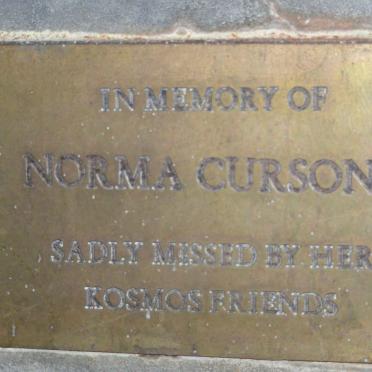 IN MEMORY OF
NORMA CURSON
SADLY MISSED BY HER
KOSMOS FRIENDS